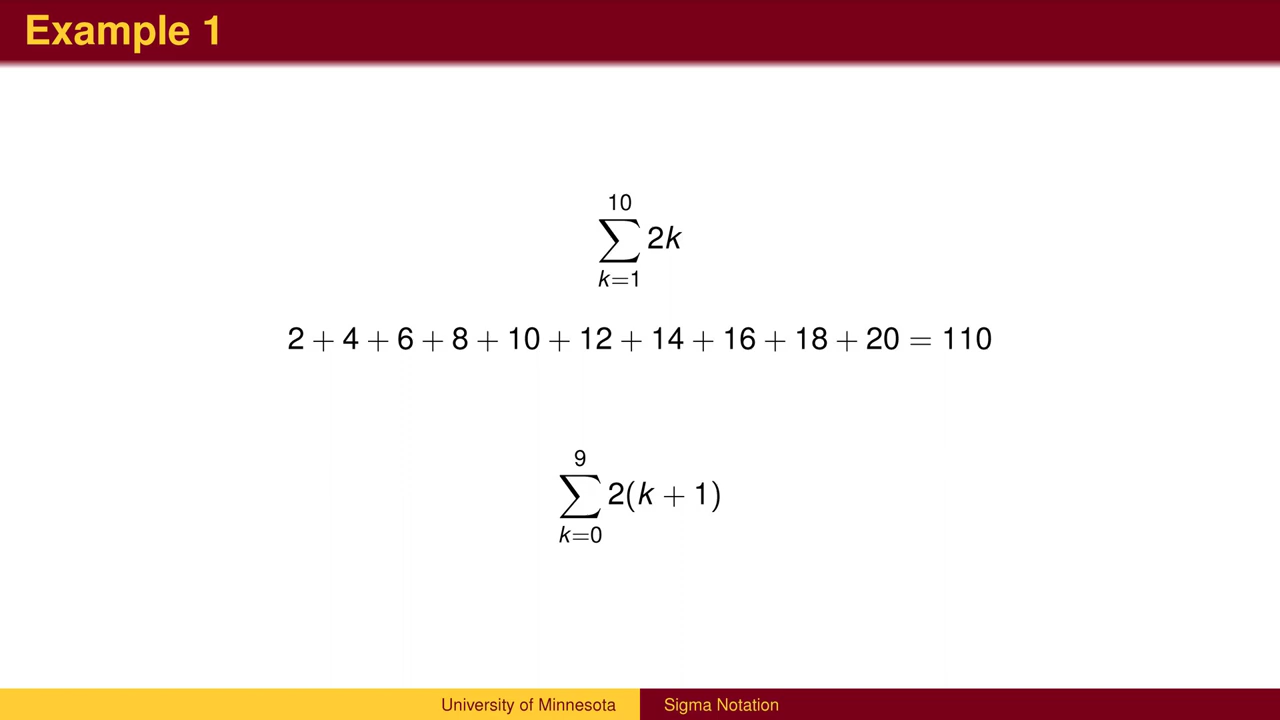 Example 1
10
∑ 2k
k=1
2 + 4 + 6 + 8 + 10 + 12 + 14 + 16 + 18 + 20 = 110
9
∑ 2(k + 1)
k=0
University of Minnesota
Sigma Notation